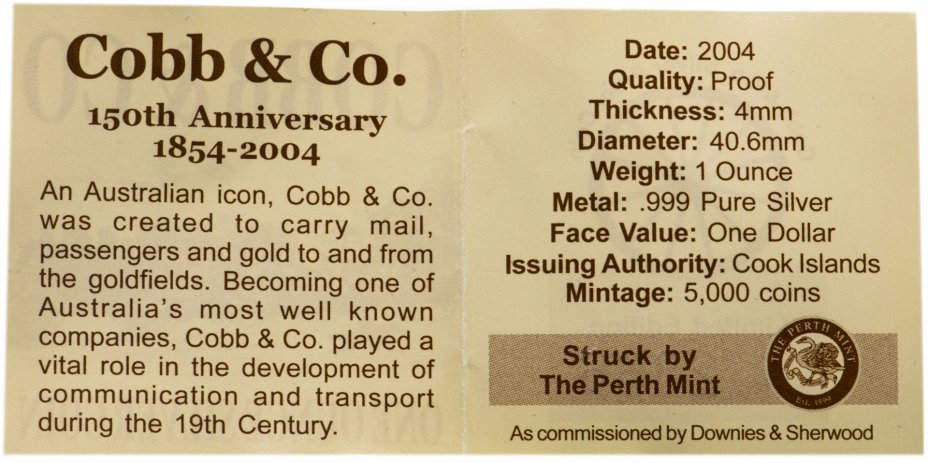 Cobb & Co.
150th Anniversary
1854-2004
An Australian icon, Cobb & Co.
was created to carry mail,
passengers and gold to and from
the goldfields. Becoming one of
Australia's most well known
companies, Cobb & Co. played a
vital role in the development of
communication and transport
during the 19th Century.
Date: 2004
Quality: Proof
Thickness: 4mm
Diameter: 40.6mm
Weight: 1 Ounce
Metal: .999 Pure Silver
Face Value: One Dollar
Issuing Authority: Cook Islands
Mintage: 5,000 coins
Struck by
The Perth Mint
THE PERTH MINT
Est. 1899
As commissioned by Downies & Sherwood